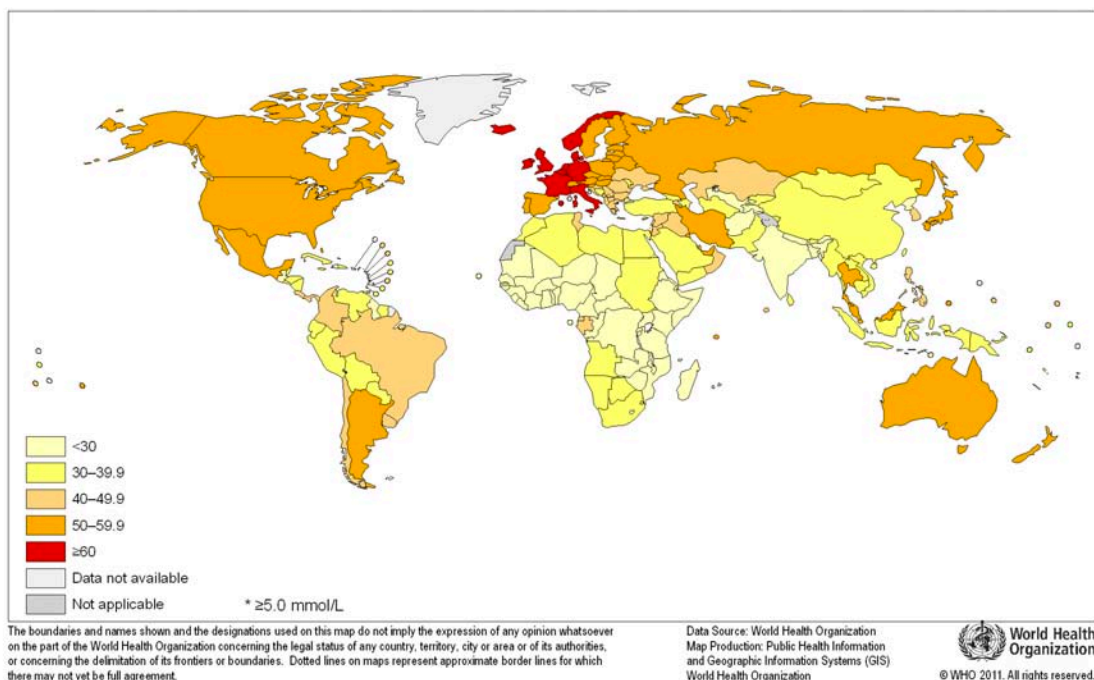 <30
30–39.9
40–49.9
50–59.9
≥60
Data not available
Not applicable
* ≥5.0 mmol/L
The boundaries and names shown and the designations used on this map do not imply the expression of any opinion whatsoever
on the part of the World Health Organization concerning the legal status of any country, territory, city or area or of its authorities,
or concerning the delimitation of its frontiers or boundaries. Dotted lines on maps represent approximate border lines for which
there may not yet be full agreement.
Data Source: World Health Organization
Map Production: Public Health Information
and Geographic Information Systems (GIS)
World Health Organization
World Health
Organization
© WHO 2011. All rights reserved.